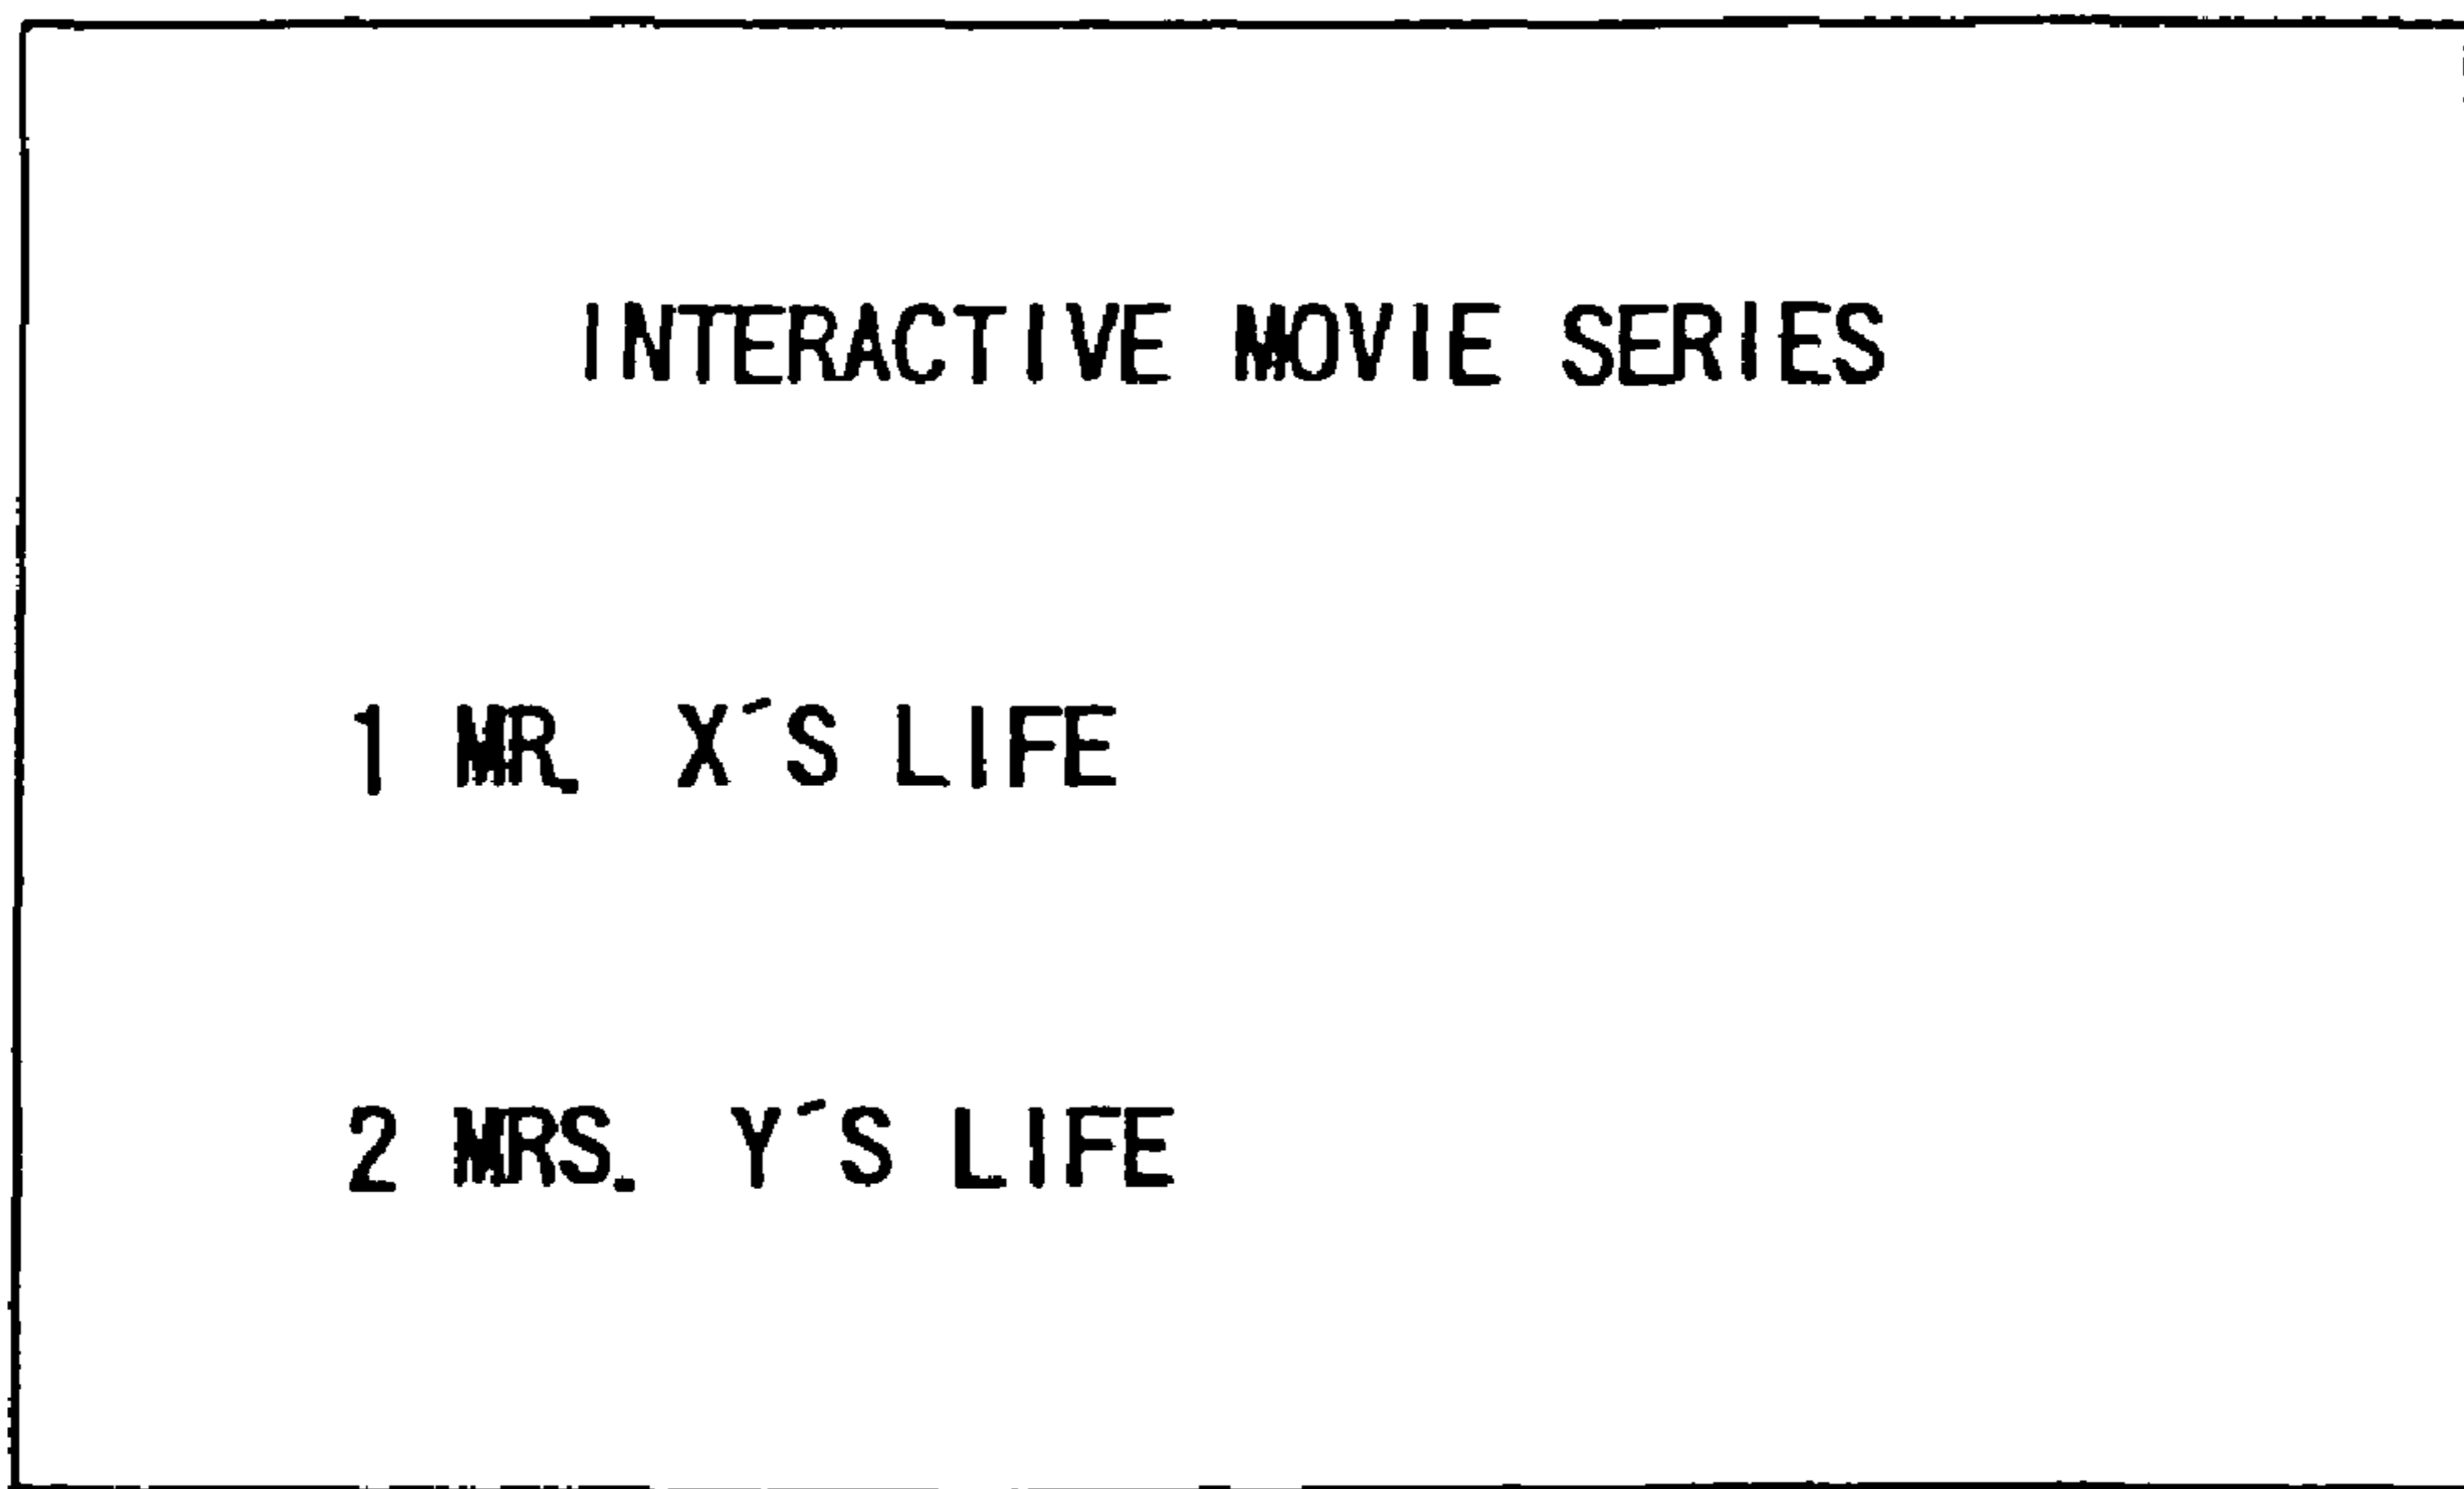 INTERACTIVE MOVIE SERIES
1 MR. X´S LIFE
2 MRS. Y´S LIFE